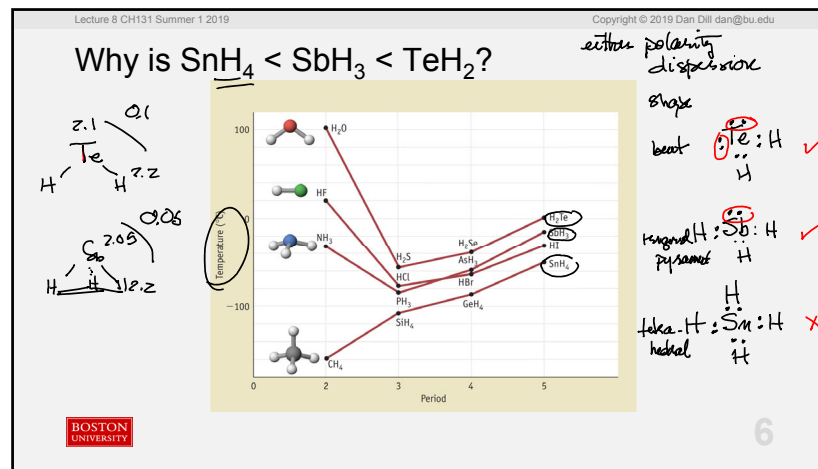 Lecture 8 CH131 Summer 1 2019
Copyright © 2019 Dan Dill dan@bu.edu
Why is SnH4 < SbH3 < TeH2?
either polarity
dispersion
shape
bent
:Te:H
H
H:Sb:H
H
pyramid
tetra-
hedral
H
H:Sn:H
H
0.1
2.1
Te
H H 2.2
0.05
Sb 2.05
H H H 2.2
Temperature (°C)
100
0
−100
H2O
HF
NH3
CH4
H2S
HCl
PH3
SiH4
H2Se
AsH3
HBr
GeH4
H2Te
SbH3
HI
SnH4
0 2 3 4 5
Period
BOSTON
UNIVERSITY
6